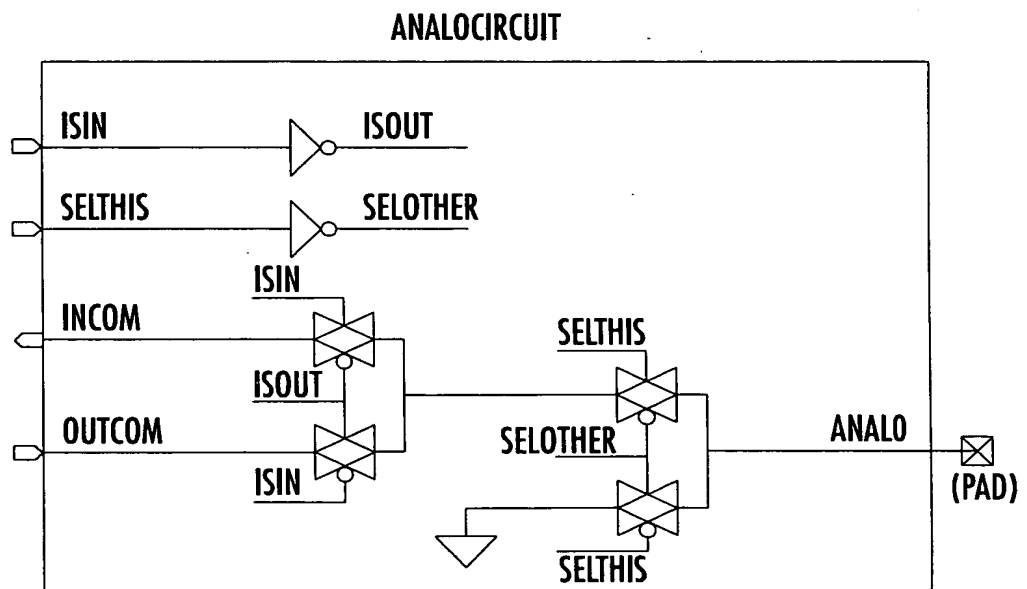 ANALOCIRCUIT
ISIN
ISOUT
SELTHIS
SELOTHER
ISIN
INCOM
SELTHIS
ISOUT
OUTCOM
SELOTHER
ANALO
ISIN
(PAD)
SELTHIS